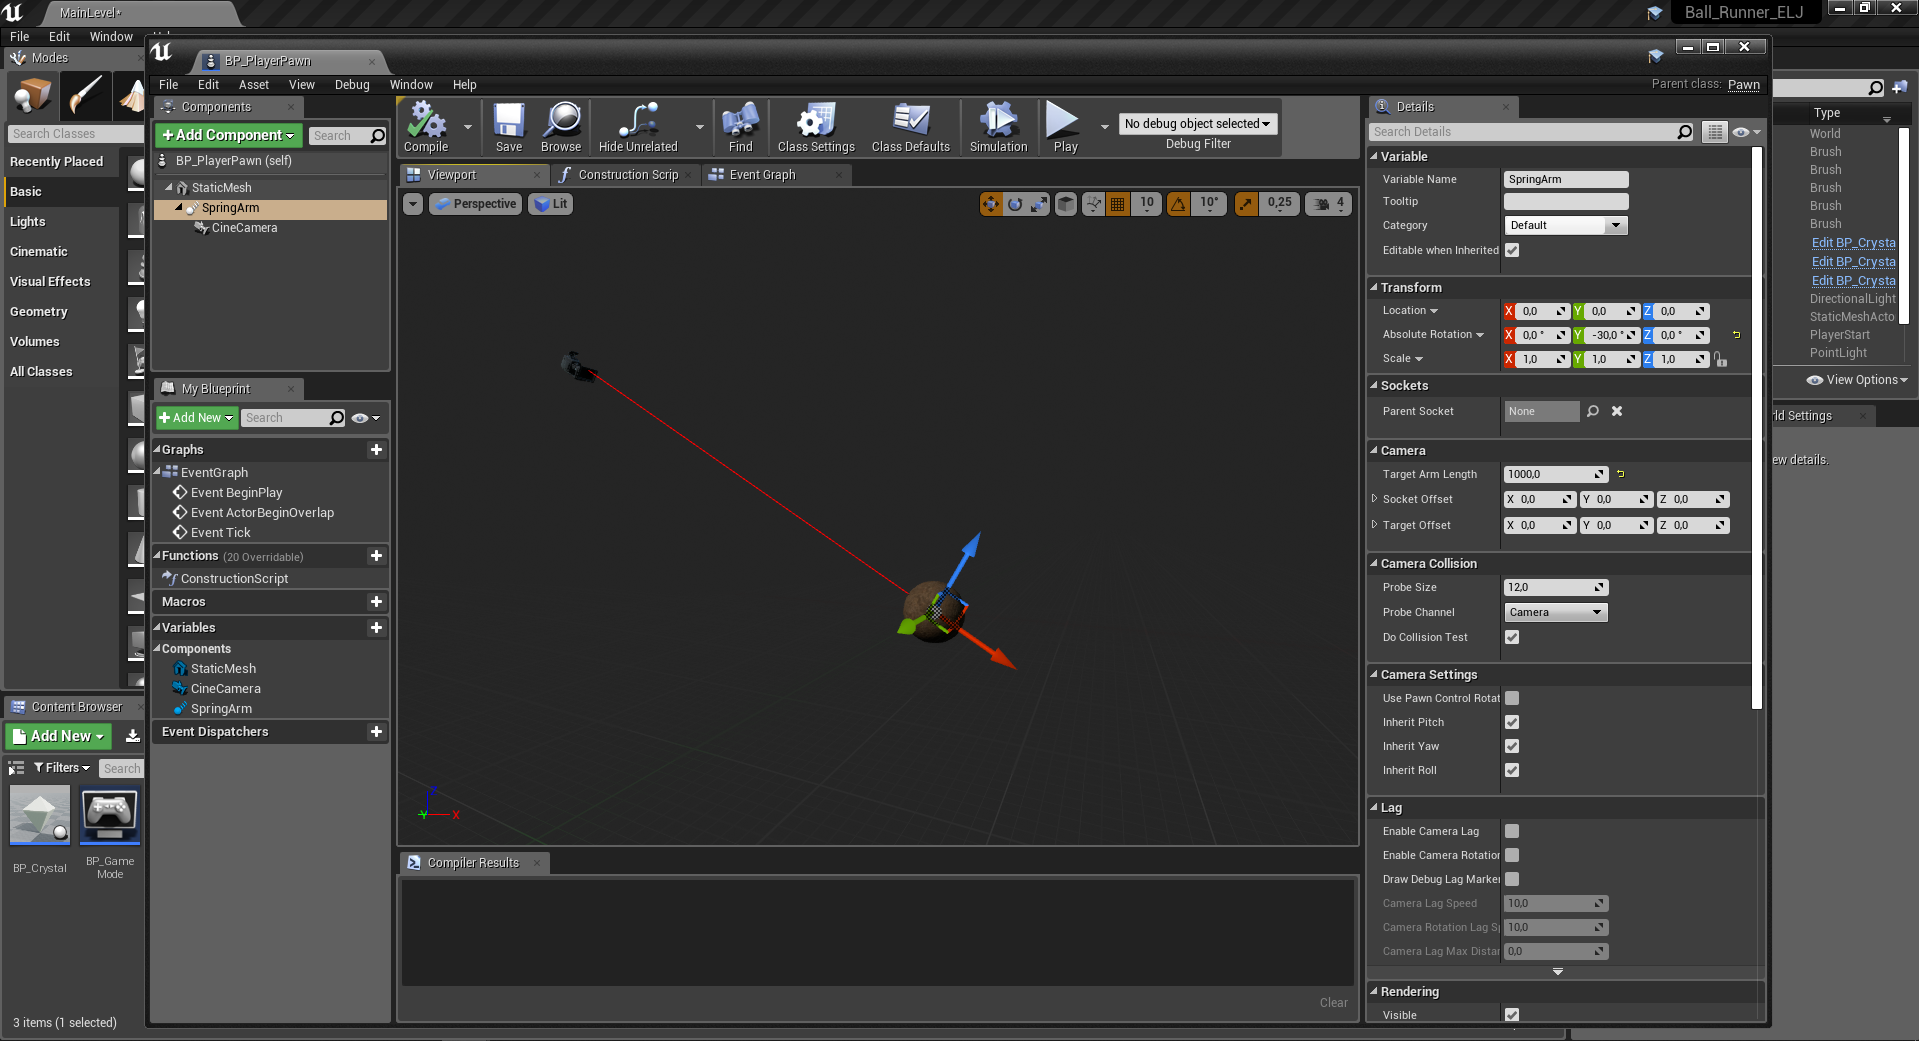 MainLevel*
Ball_Runner_ELJ
File Edit Window
Modes
Search Classes
Recently Placed
Basic
Lights
Cinematic
Visual Effects
Geometry
Volumes
All Classes
Content Browser
Add New
Filters
Search
BP_Crystal
BP_Game
Mode
3 items (1 selected)
BP_PlayerPawn
File Edit Asset View Debug Window Help
Parent class: Pawn
Components
+Add Component
Search
BP_PlayerPawn (self)
StaticMesh
SpringArm
CineCamera
My Blueprint
+Add New
Search
Graphs
EventGraph
Event BeginPlay
Event ActorBeginOverlap
Event Tick
Functions (20 Overridable)
ConstructionScript
Macros
Variables
Components
StaticMesh
CineCamera
SpringArm
Event Dispatchers
Compile
Save
Browse
Hide Unrelated
Find
Class Settings
Class Defaults
Simulation
Play
No debug object selected
Debug Filter
Viewport
Construction Scrip
Event Graph
Perspective
Lit
10
10°
0,25
4
Z
Y
X
Compiler Results
Clear
Details
Search Details
Variable
Variable Name SpringArm
Tooltip
Category Default
Editable when Inherited
Transform
Location X 0,0 Y 0,0 Z 0,0
Absolute Rotation X 0,0 ° Y -30,0 ° Z 0,0 °
Scale X 1,0 Y 1,0 Z 1,0
Sockets
Parent Socket None
Camera
Target Arm Length 1000,0
Socket Offset X 0,0 Y 0,0 Z 0,0
Target Offset X 0,0 Y 0,0 Z 0,0
Camera Collision
Probe Size 12,0
Probe Channel Camera
Do Collision Test
Camera Settings
Use Pawn Control Rotat
Inherit Pitch
Inherit Yaw
Inherit Roll
Lag
Enable Camera Lag
Enable Camera Rotation
Draw Debug Lag Marker
Camera Lag Speed 10,0
Camera Rotation Lag S 10,0
Camera Lag Max Distan 0,0
Rendering
Visible
Type
World
Brush
Brush
Brush
Brush
Brush
Edit BP_Crysta
Edit BP_Crysta
Edit BP_Crysta
DirectionalLight
StaticMeshActo
PlayerStart
PointLight
View Options
ld Settings
ew details.